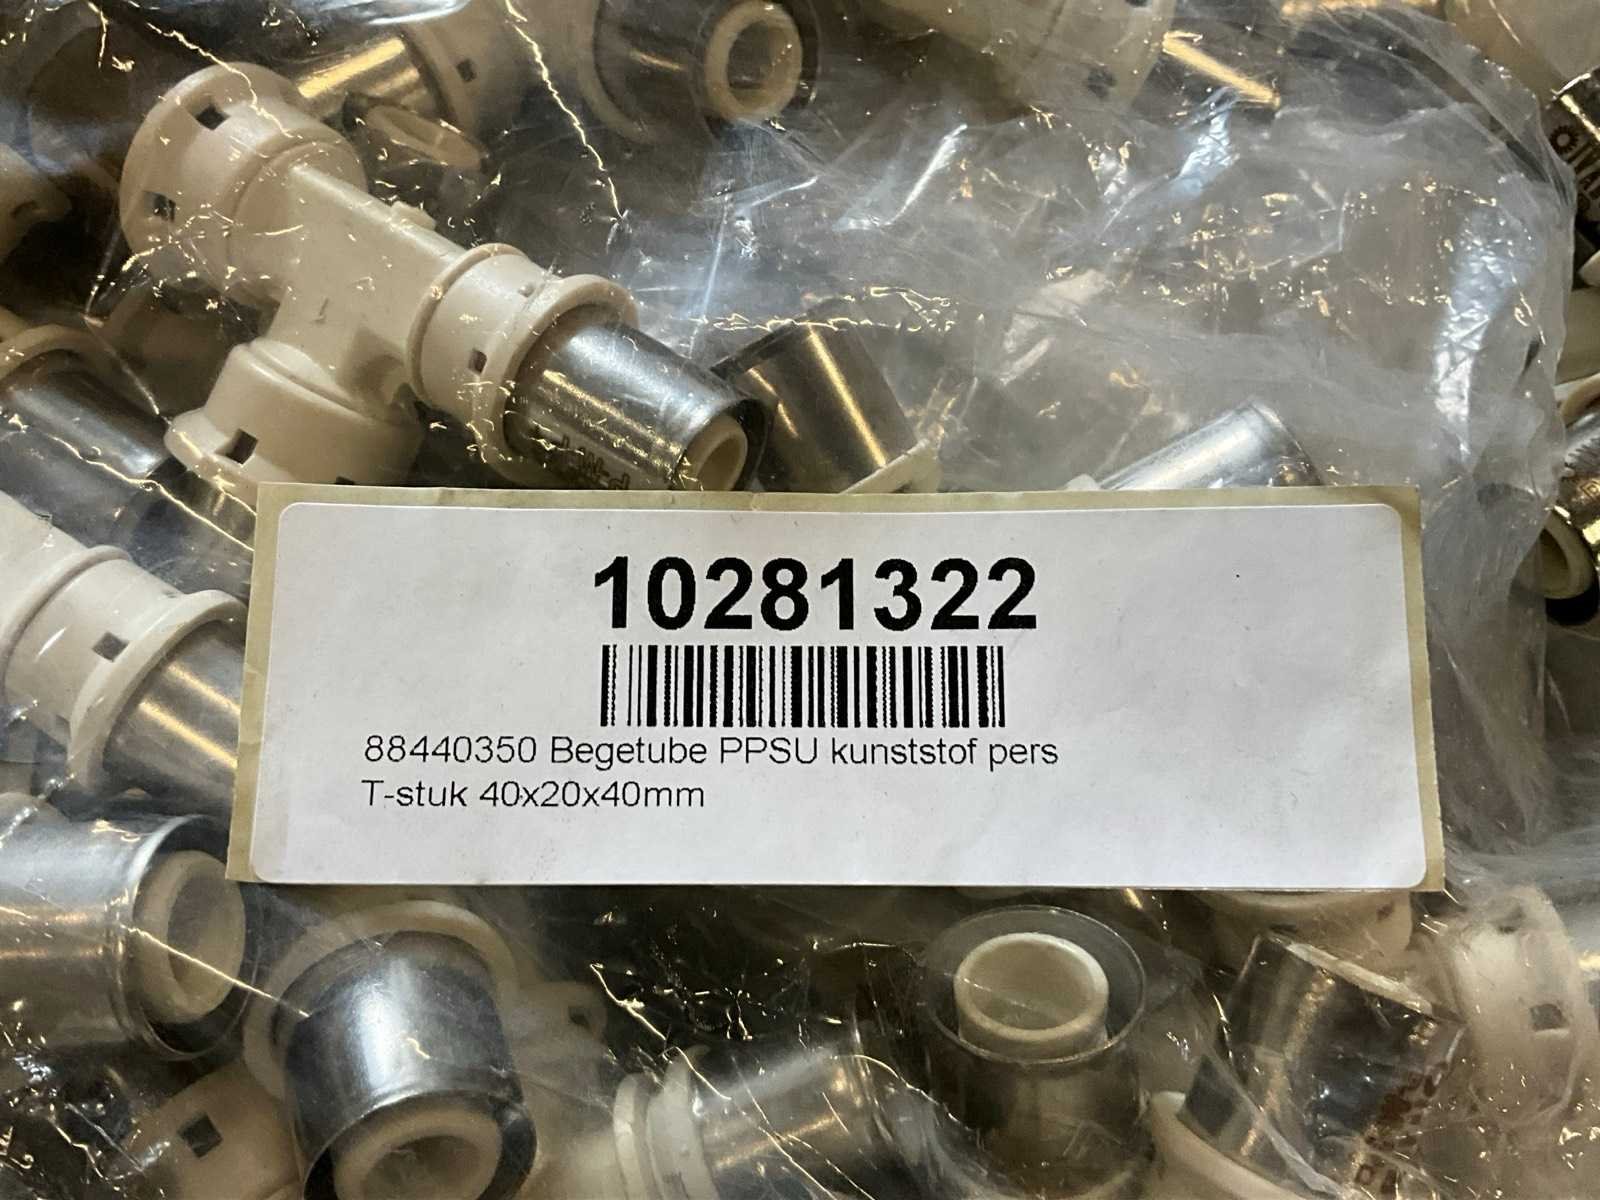 10281322
88440350 Begetube PPSU kunststof pers
T-stuk 40x20x40mm